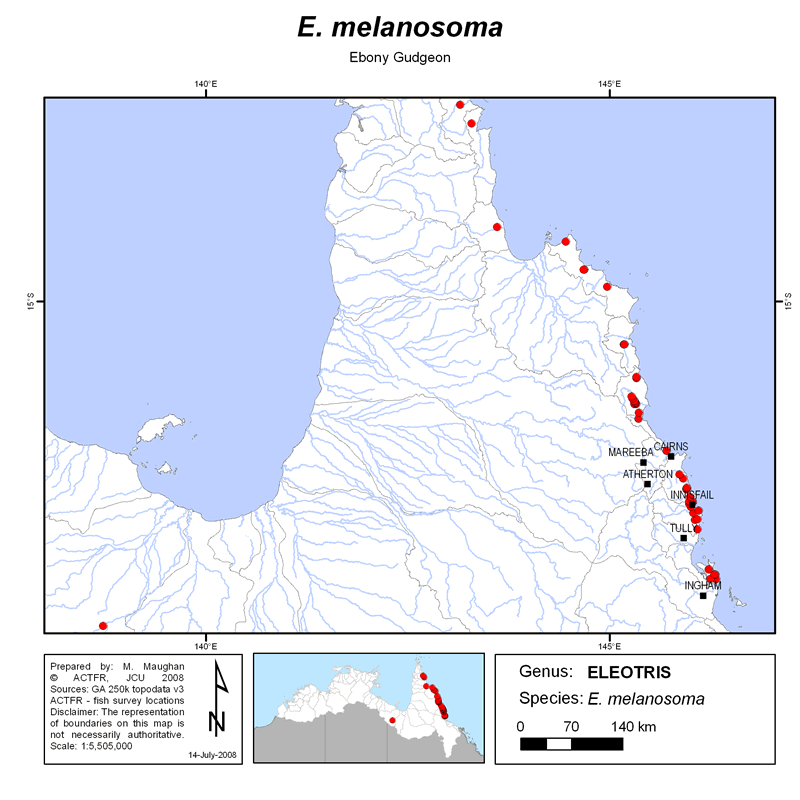 E. melanosoma
Ebony Gudgeon
140°E 145°E
15°S 15°S
CAIRNS
MAREEBA
ATHERTON
INNISFAIL
TULLY
INGHAM
140°E 145°E
Prepared by: M. Maughan
© ACTFR, JCU 2008
Sources: GA 250k topodata v3
ACTFR - fish survey locations
Disclaimer: The representation
of boundaries on this map is
not necessarily authoritative.
Scale: 1:5,505,000
N
14-July-2008
Genus: ELEOTRIS
Species: E. melanosoma
0 70 140 km